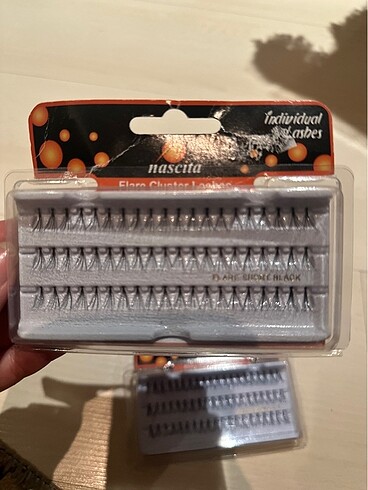 Individual
Lashes
nascita
Flare Cluster Lashes
FLARE SHORT BLACK